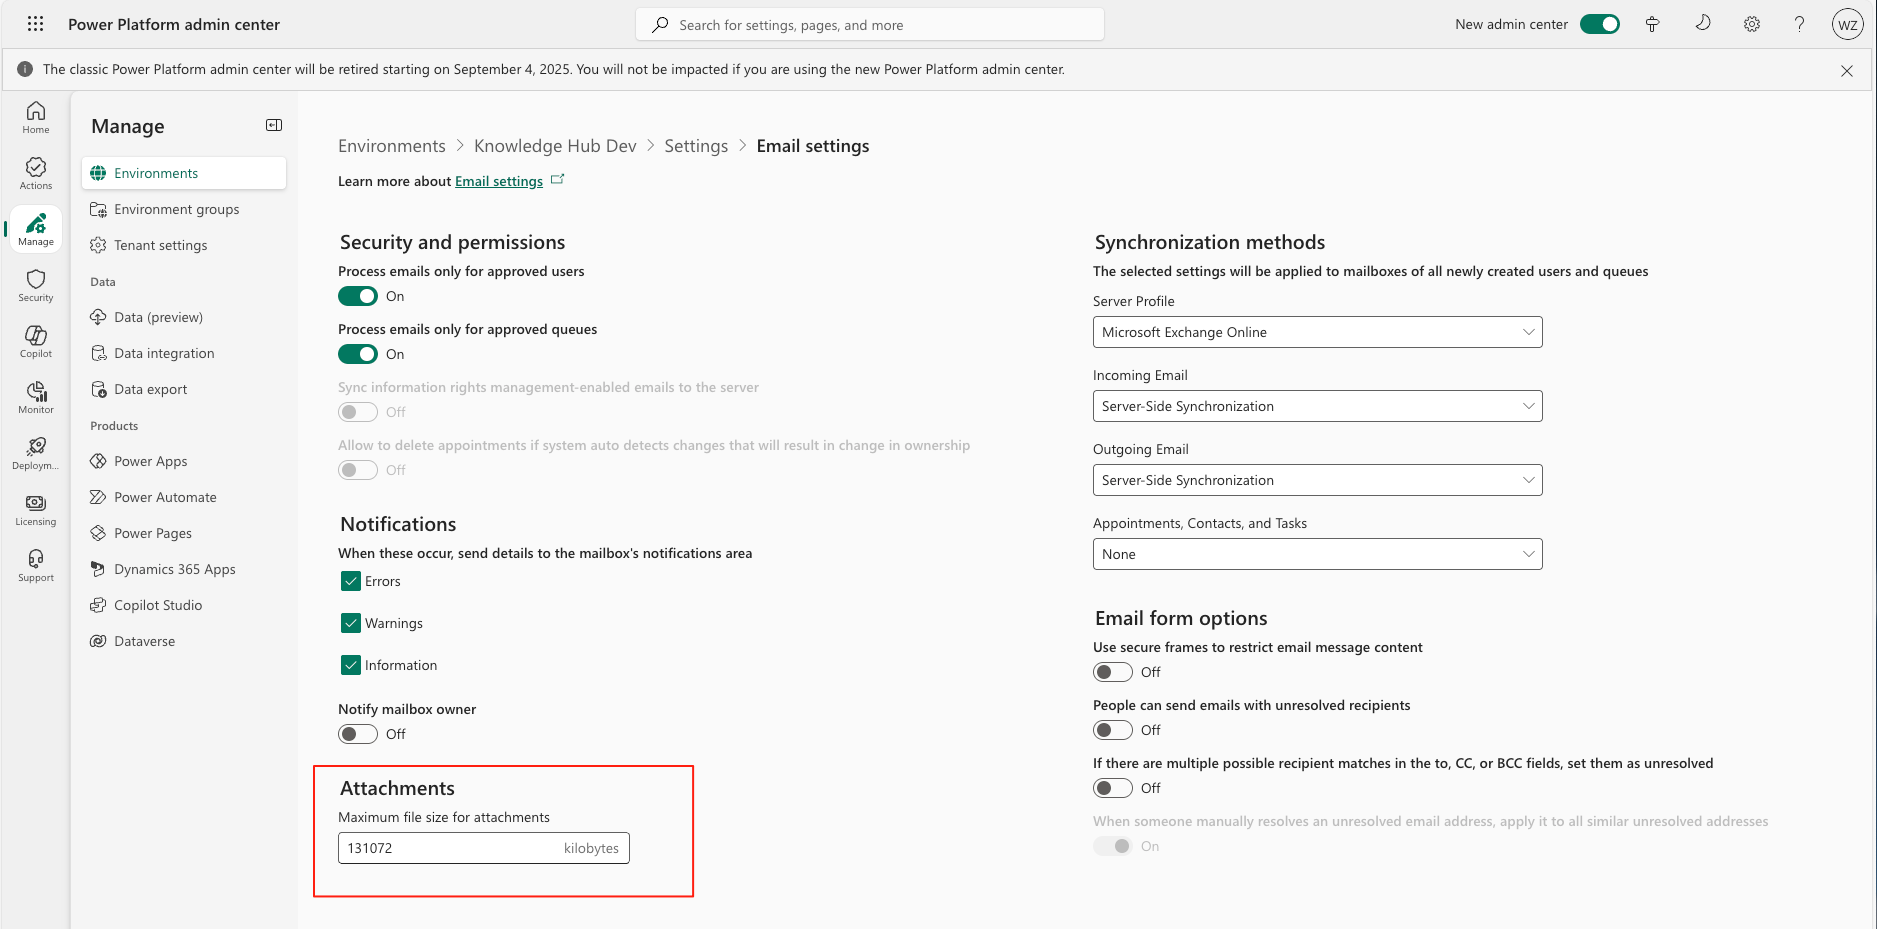 Power Platform admin center
Search for settings, pages, and more
New admin center
WZ
The classic Power Platform admin center will be retired starting on September 4, 2025. You will not be impacted if you are using the new Power Platform admin center.
Home
Actions
Manage
Security
Copilot
Monitor
Deploym...
Licensing
Support
Manage
Environments
Environment groups
Tenant settings
Data
Data (preview)
Data integration
Data export
Products
Power Apps
Power Automate
Power Pages
Dynamics 365 Apps
Copilot Studio
Dataverse
Environments > Knowledge Hub Dev > Settings > Email settings
Learn more about Email settings
Security and permissions
Process emails only for approved users
On
Process emails only for approved queues
On
Sync information rights management-enabled emails to the server
Off
Allow to delete appointments if system auto detects changes that will result in change in ownership
Off
Notifications
When these occur, send details to the mailbox's notifications area
Errors
Warnings
Information
Notify mailbox owner
Off
Attachments
Maximum file size for attachments
131072 kilobytes
Synchronization methods
The selected settings will be applied to mailboxes of all newly created users and queues
Server Profile
Microsoft Exchange Online
Incoming Email
Server-Side Synchronization
Outgoing Email
Server-Side Synchronization
Appointments, Contacts, and Tasks
None
Email form options
Use secure frames to restrict email message content
Off
People can send emails with unresolved recipients
Off
If there are multiple possible recipient matches in the to, CC, or BCC fields, set them as unresolved
Off
When someone manually resolves an unresolved email address, apply it to all similar unresolved addresses
On